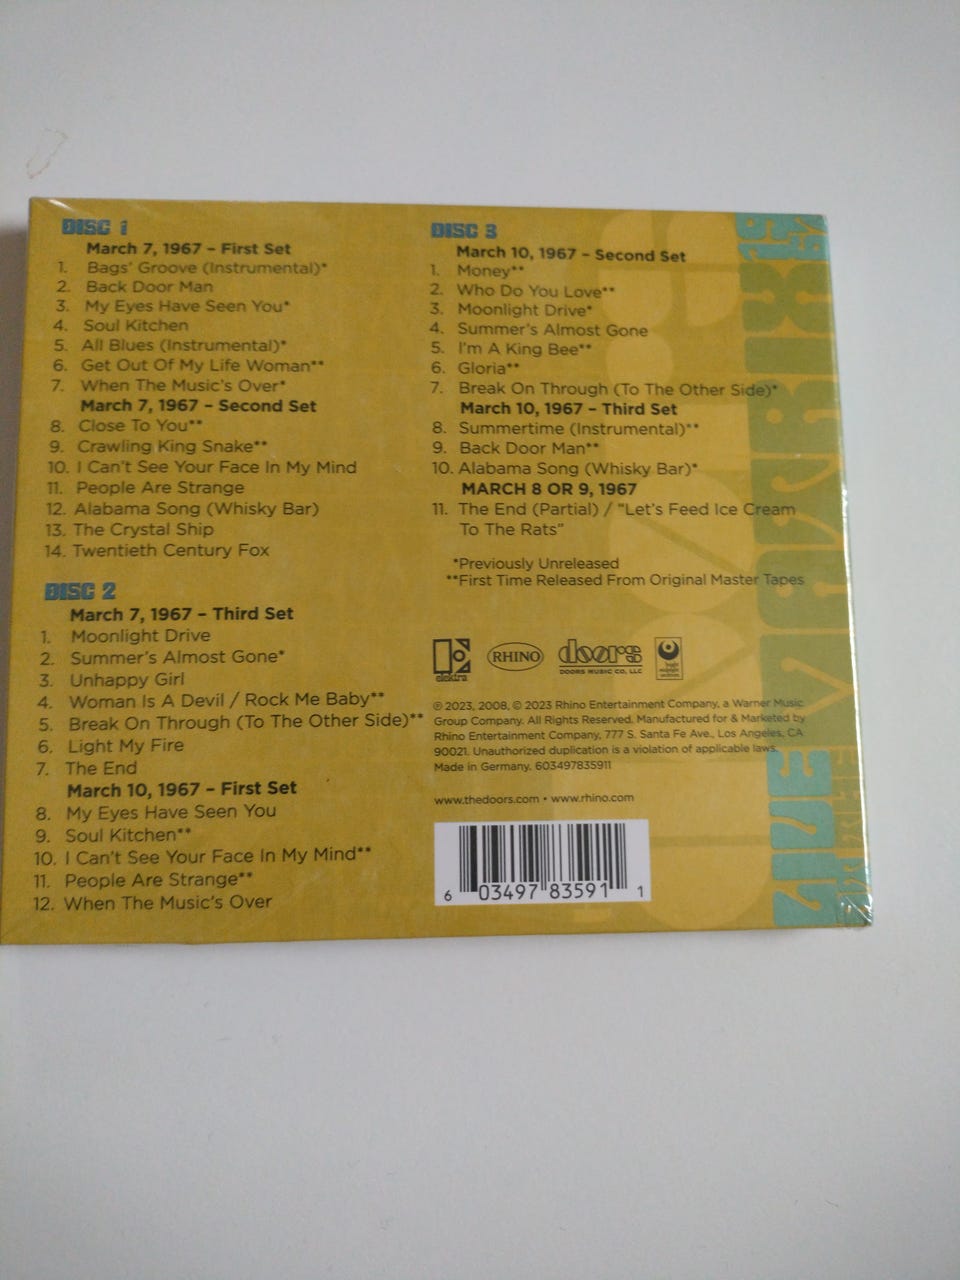 DISC 1
March 7, 1967 – First Set
1. Bags' Groove (Instrumental)*
2. Back Door Man
3. My Eyes Have Seen You*
4. Soul Kitchen
5. All Blues (Instrumental)*
6. Get Out Of My Life Woman**
7. When The Music's Over*
March 7, 1967 – Second Set
8. Close To You**
9. Crawling King Snake**
10. I Can't See Your Face In My Mind
11. People Are Strange
12. Alabama Song (Whisky Bar)
13. The Crystal Ship
14. Twentieth Century Fox
DISC 2
March 7, 1967 – Third Set
1. Moonlight Drive
2. Summer's Almost Gone*
3. Unhappy Girl
4. Woman Is A Devil / Rock Me Baby**
5. Break On Through (To The Other Side)**
6. Light My Fire
7. The End
March 10, 1967 – First Set
8. My Eyes Have Seen You
9. Soul Kitchen**
10. I Can't See Your Face In My Mind**
11. People Are Strange**
12. When The Music's Over
DISC 3
March 10, 1967 – Second Set
1. Money**
2. Who Do You Love**
3. Moonlight Drive*
4. Summer's Almost Gone
5. I'm A King Bee**
6. Gloria**
7. Break On Through (To The Other Side)*
March 10, 1967 – Third Set
8. Summertime (Instrumental)**
9. Back Door Man**
10. Alabama Song (Whisky Bar)*
MARCH 8 OR 9, 1967
11. The End (Partial) / "Let's Feed Ice Cream
To The Rats"
*Previously Unreleased
**First Time Released From Original Master Tapes
elektra
RHINO
doors
DOORS MUSIC CO, LLC
bright midnight archives
℗ 2023, 2008, © 2023 Rhino Entertainment Company, a Warner Music
Group Company. All Rights Reserved. Manufactured for & Marketed by
Rhino Entertainment Company, 777 S. Santa Fe Ave., Los Angeles, CA
90021. Unauthorized duplication is a violation of applicable laws.
Made in Germany. 603497835911
www.thedoors.com • www.rhino.com
6 03497 83591 1